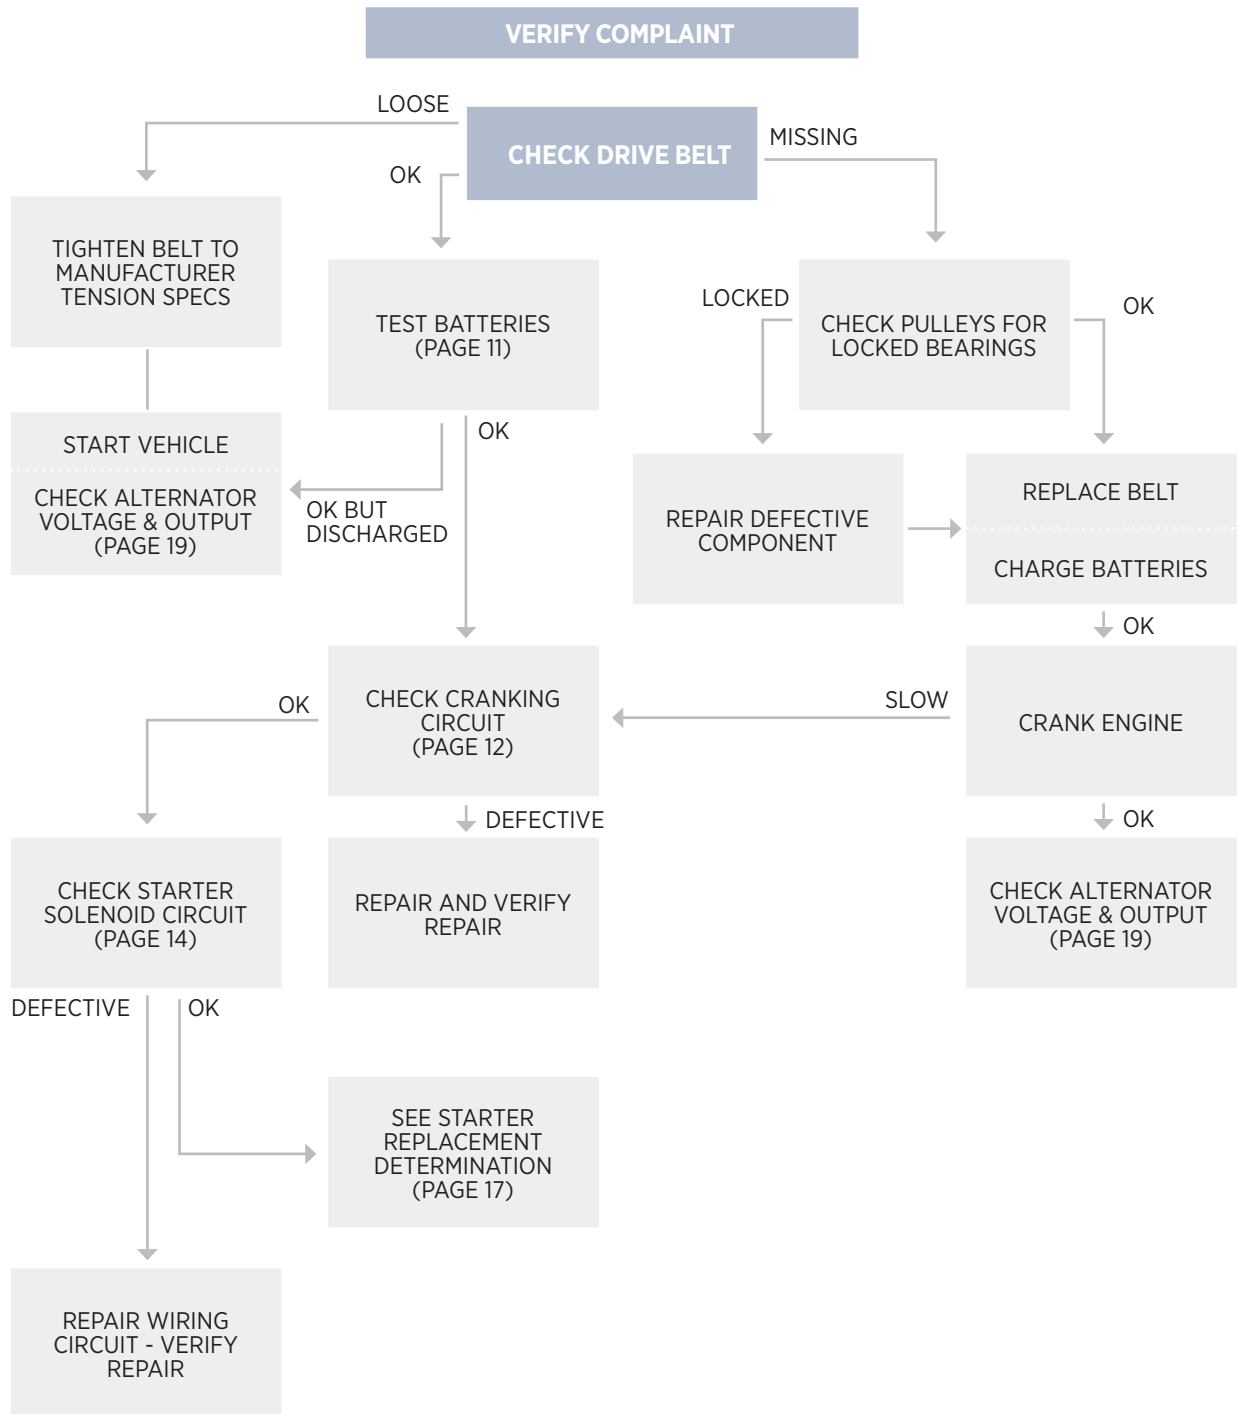 VERIFY COMPLAINT
LOOSE
CHECK DRIVE BELT
MISSING
OK
TIGHTEN BELT TO
MANUFACTURER
TENSION SPECS
TEST BATTERIES
(PAGE 11)
LOCKED
CHECK PULLEYS FOR
LOCKED BEARINGS
OK
START VEHICLE
CHECK ALTERNATOR
VOLTAGE & OUTPUT
(PAGE 19)
OK
OK BUT
DISCHARGED
REPAIR DEFECTIVE
COMPONENT
REPLACE BELT
CHARGE BATTERIES
OK
OK
CHECK CRANKING
CIRCUIT
(PAGE 12)
SLOW
CRANK ENGINE
DEFECTIVE
OK
CHECK STARTER
SOLENOID CIRCUIT
(PAGE 14)
REPAIR AND VERIFY
REPAIR
CHECK ALTERNATOR
VOLTAGE & OUTPUT
(PAGE 19)
DEFECTIVE
OK
SEE STARTER
REPLACEMENT
DETERMINATION
(PAGE 17)
REPAIR WIRING
CIRCUIT - VERIFY
REPAIR